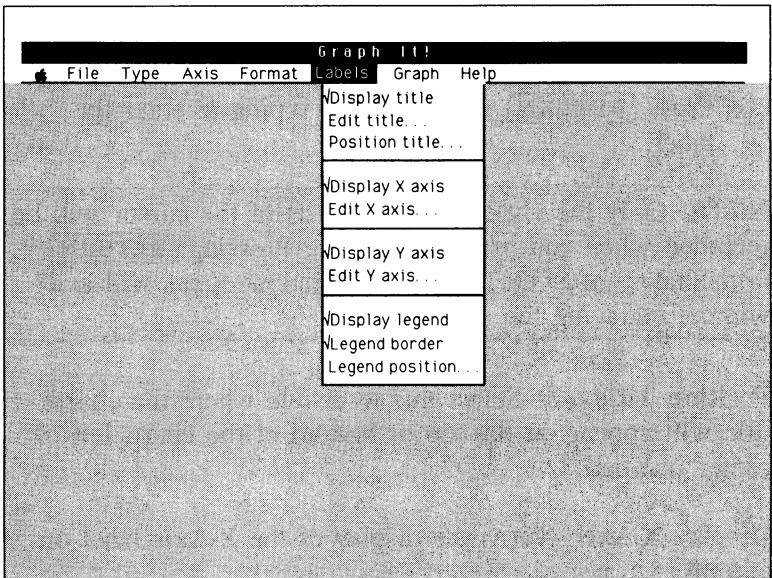 Graph It!
File Type Axis Format Labels Graph Help
√Display title
Edit title...
Position title...
√Display X axis
Edit X axis...
√Display Y axis
Edit Y axis...
√Display legend
√Legend border
Legend position...